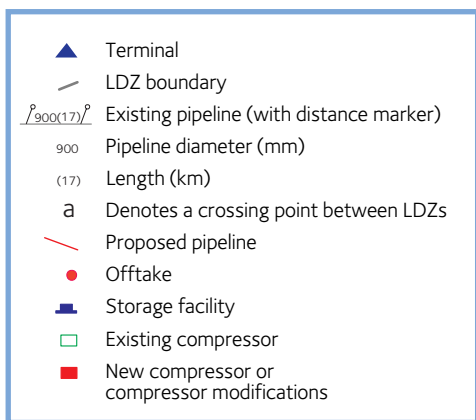 Terminal
LDZ boundary
900(17) Existing pipeline (with distance marker)
900 Pipeline diameter (mm)
(17) Length (km)
a Denotes a crossing point between LDZs
Proposed pipeline
Offtake
Storage facility
Existing compressor
New compressor or
compressor modifications